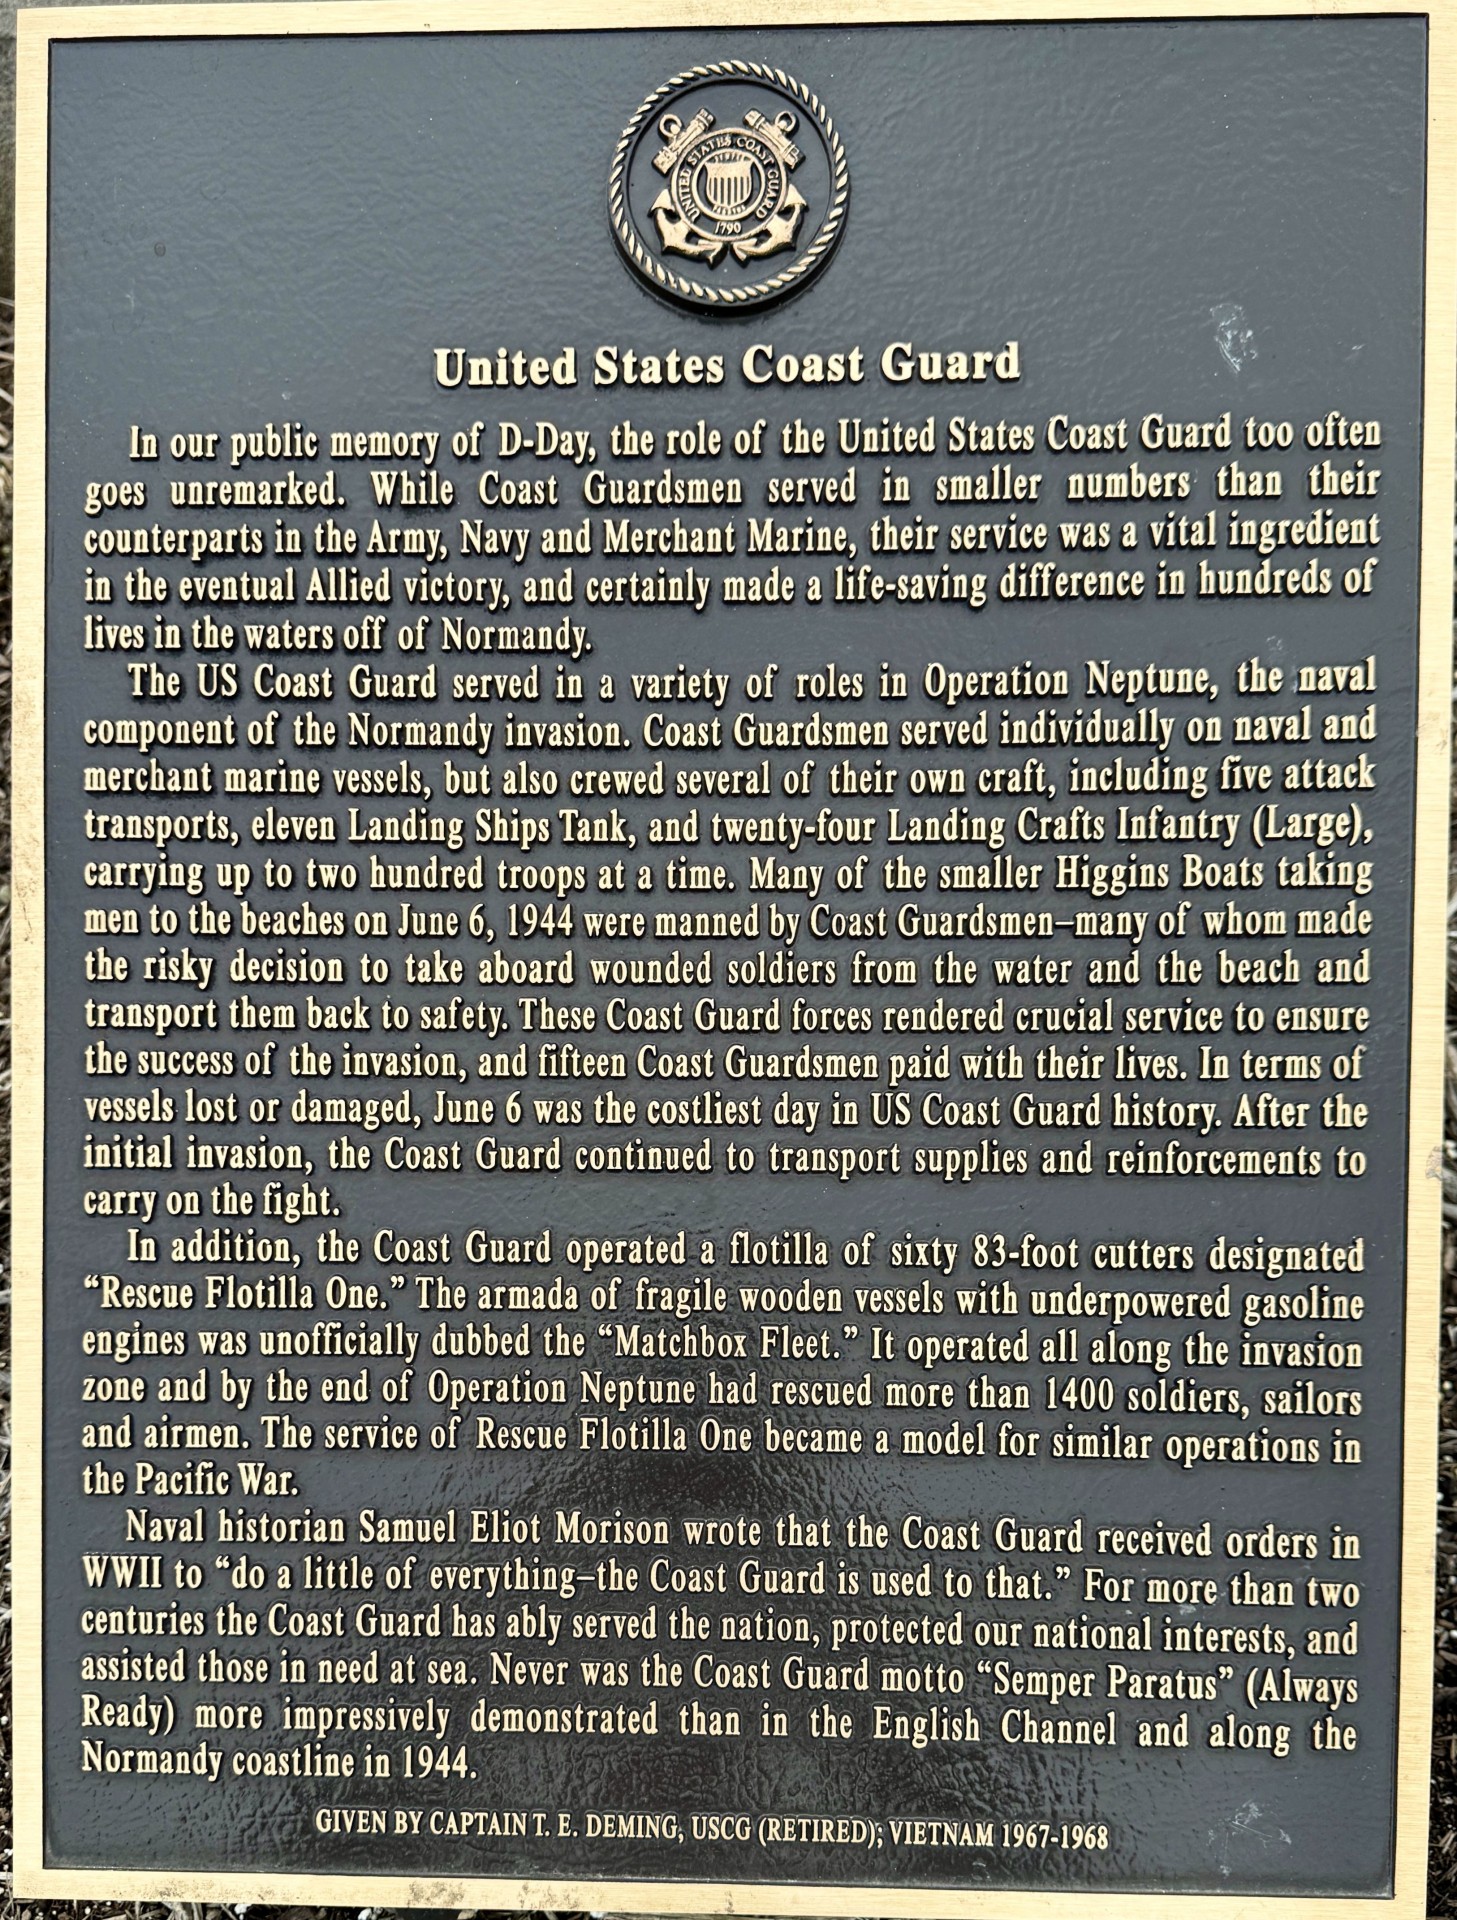 UNITED STATES COAST GUARD
1790
United States Coast Guard
In our public memory of D-Day, the role of the United States Coast Guard too often
goes unremarked. While Coast Guardsmen served in smaller numbers than their
counterparts in the Army, Navy and Merchant Marine, their service was a vital ingredient
in the eventual Allied victory, and certainly made a life-saving difference in hundreds of
lives in the waters off of Normandy.
The US Coast Guard served in a variety of roles in Operation Neptune, the naval
component of the Normandy invasion. Coast Guardsmen served individually on naval and
merchant marine vessels, but also crewed several of their own craft, including five attack
transports, eleven Landing Ships Tank, and twenty-four Landing Crafts Infantry (Large),
carrying up to two hundred troops at a time. Many of the smaller Higgins Boats taking
men to the beaches on June 6, 1944 were manned by Coast Guardsmen–many of whom made
the risky decision to take aboard wounded soldiers from the water and the beach and
transport them back to safety. These Coast Guard forces rendered crucial service to ensure
the success of the invasion, and fifteen Coast Guardsmen paid with their lives. In terms of
vessels lost or damaged, June 6 was the costliest day in US Coast Guard history. After the
initial invasion, the Coast Guard continued to transport supplies and reinforcements to
carry on the fight.
In addition, the Coast Guard operated a flotilla of sixty 83-foot cutters designated
“Rescue Flotilla One.” The armada of fragile wooden vessels with underpowered gasoline
engines was unofficially dubbed the “Matchbox Fleet.” It operated all along the invasion
zone and by the end of Operation Neptune had rescued more than 1400 soldiers, sailors
and airmen. The service of Rescue Flotilla One became a model for similar operations in
the Pacific War.
Naval historian Samuel Eliot Morison wrote that the Coast Guard received orders in
WWII to “do a little of everything–the Coast Guard is used to that.” For more than two
centuries the Coast Guard has ably served the nation, protected our national interests, and
assisted those in need at sea. Never was the Coast Guard motto “Semper Paratus” (Always
Ready) more impressively demonstrated than in the English Channel and along the
Normandy coastline in 1944.
GIVEN BY CAPTAIN T. E. DEMING, USCG (RETIRED); VIETNAM 1967-1968